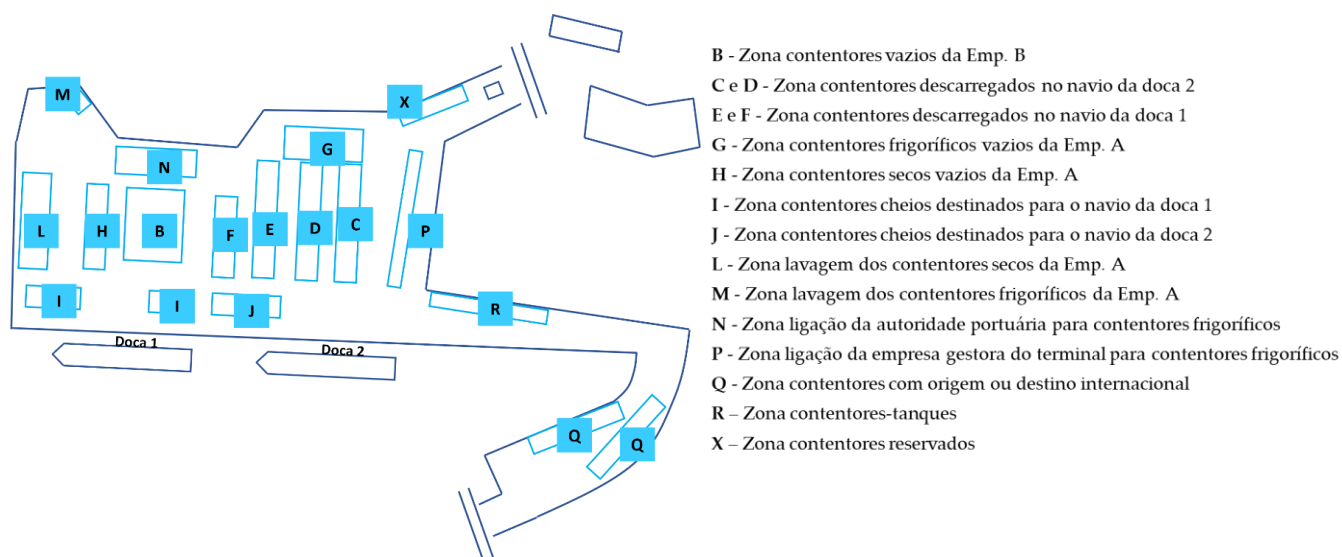 M
X
G
N
L
H
B
F
E
D
C
P
I
I
J
R
Doca 1
Doca 2
Q
Q
B - Zona contentores vazios da Emp. B
C e D - Zona contentores descarregados no navio da doca 2
E e F - Zona contentores descarregados no navio da doca 1
G - Zona contentores frigoríficos vazios da Emp. A
H - Zona contentores secos vazios da Emp. A
I - Zona contentores cheios destinados para o navio da doca 1
J - Zona contentores cheios destinados para o navio da doca 2
L - Zona lavagem dos contentores secos da Emp. A
M - Zona lavagem dos contentores frigoríficos da Emp. A
N - Zona ligação da autoridade portuária para contentores frigoríficos
P - Zona ligação da empresa gestora do terminal para contentores frigoríficos
Q - Zona contentores com origem ou destino internacional
R – Zona contentores-tanques
X – Zona contentores reservados